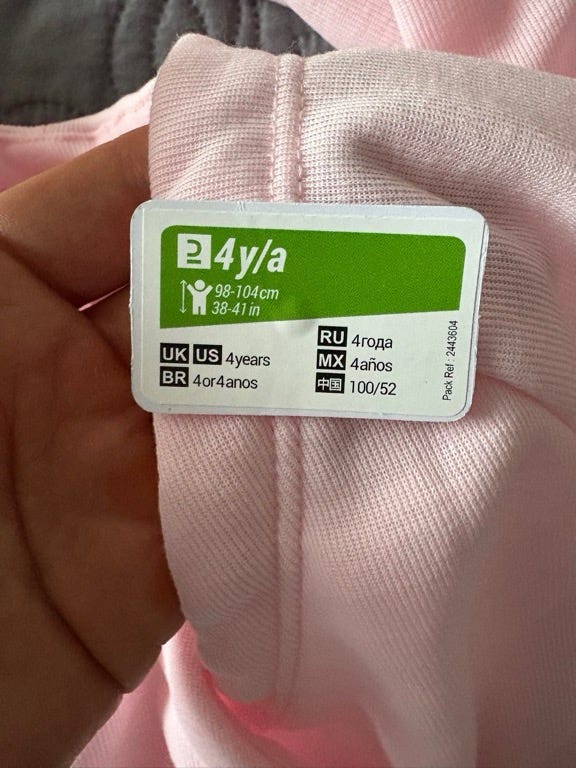 4y/a
98-104cm
38-41in
UK US 4years
BR 4or4anos
RU 4года
MX 4años
中国 100/52
Pack Ref : 2443604